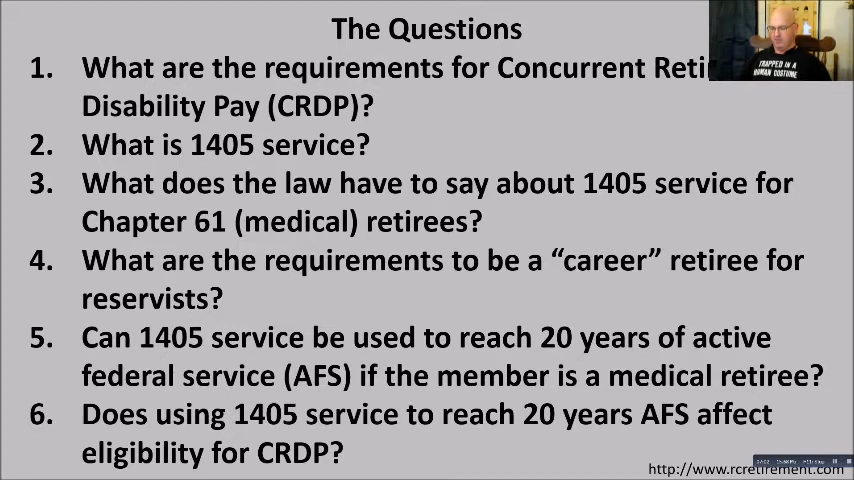 The Questions
1. What are the requirements for Concurrent
Disability Pay (CRDP)?
2. What is 1405 service?
3. What does the law have to say about 1405 service for
Chapter 61 (medical) retirees?
4. What are the requirements to be a “career” retiree for
reservists?
5. Can 1405 service be used to reach 20 years of active
federal service (AFS) if the member is a medical retiree?
6. Does using 1405 service to reach 20 years AFS affect
eligibility for CRDP?
TRAPPED IN A
HUMAN COSTUME
http://www.rcretirement.com